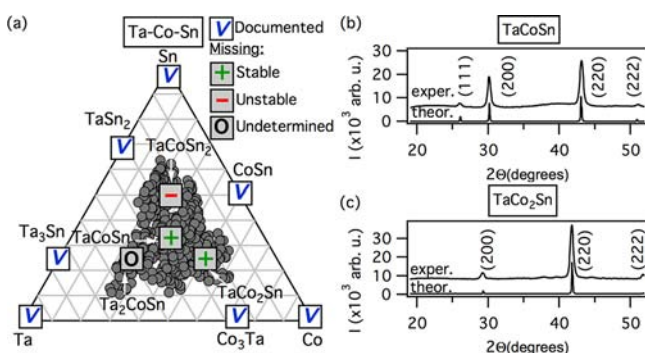 (a)
Ta-Co-Sn
V Documented
Missing:
+ Stable
− Unstable
O Undetermined
Sn
V
TaSn₂
V
TaCoSn₂
CoSn
V
−
Ta₃Sn
V
TaCoSn
+
O
+
Ta₂CoSn
TaCo₂Sn
V
V
V
Ta
Co₃Ta
Co
(b)
TaCoSn
I (x10³ arb. u.)
30
20
10
0
exper.
theor.
(111)
(200)
(220)
(222)
20
30
40
50
2Θ(degrees)
(c)
TaCo₂Sn
I (x10³ arb. u.)
30
20
10
0
exper.
theor.
(200)
(220)
(222)
20
30
40
50
2Θ(degrees)